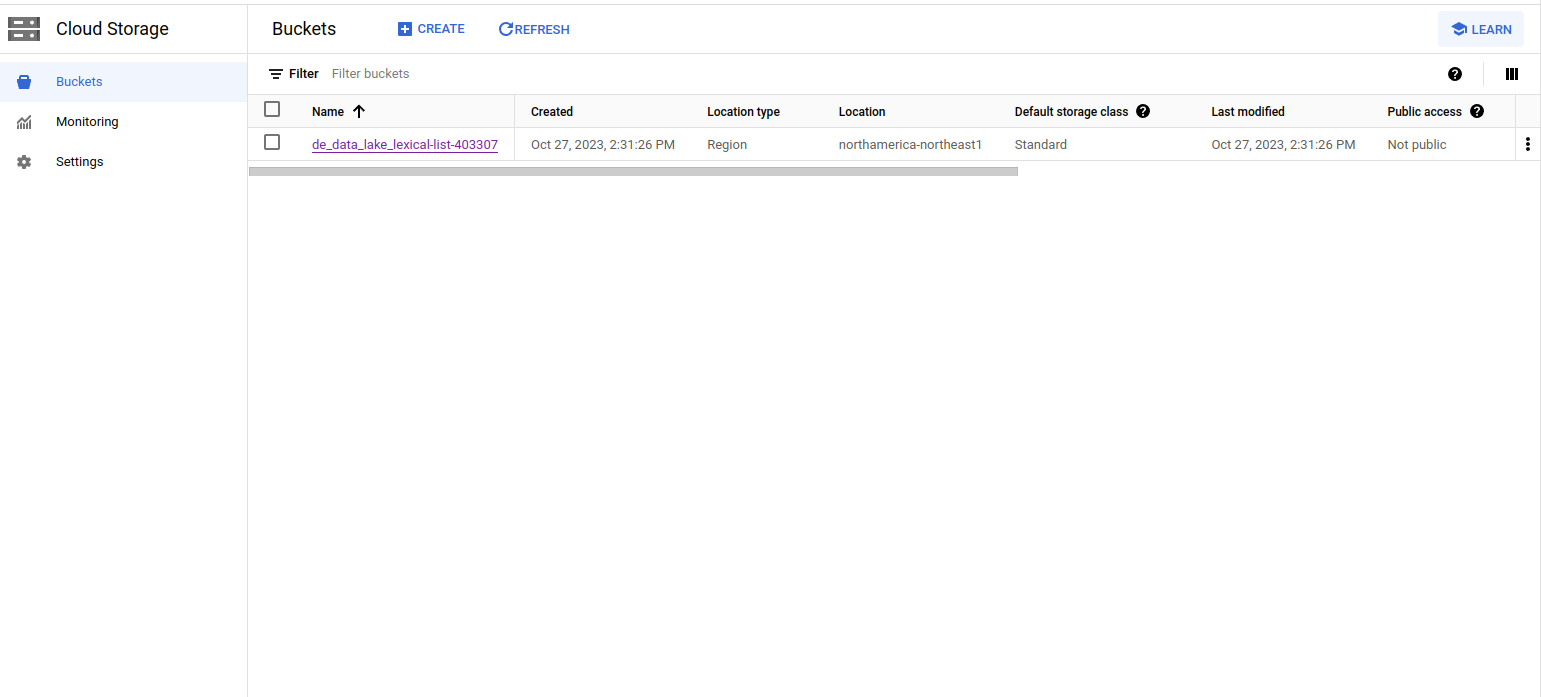 Cloud Storage
Buckets
CREATE
REFRESH
LEARN
Buckets
Monitoring
Settings
Filter Filter buckets
Name Created Location type Location Default storage class Last modified Public access
de_data_lake_lexical-list-403307 Oct 27, 2023, 2:31:26 PM Region northamerica-northeast1 Standard Oct 27, 2023, 2:31:26 PM Not public